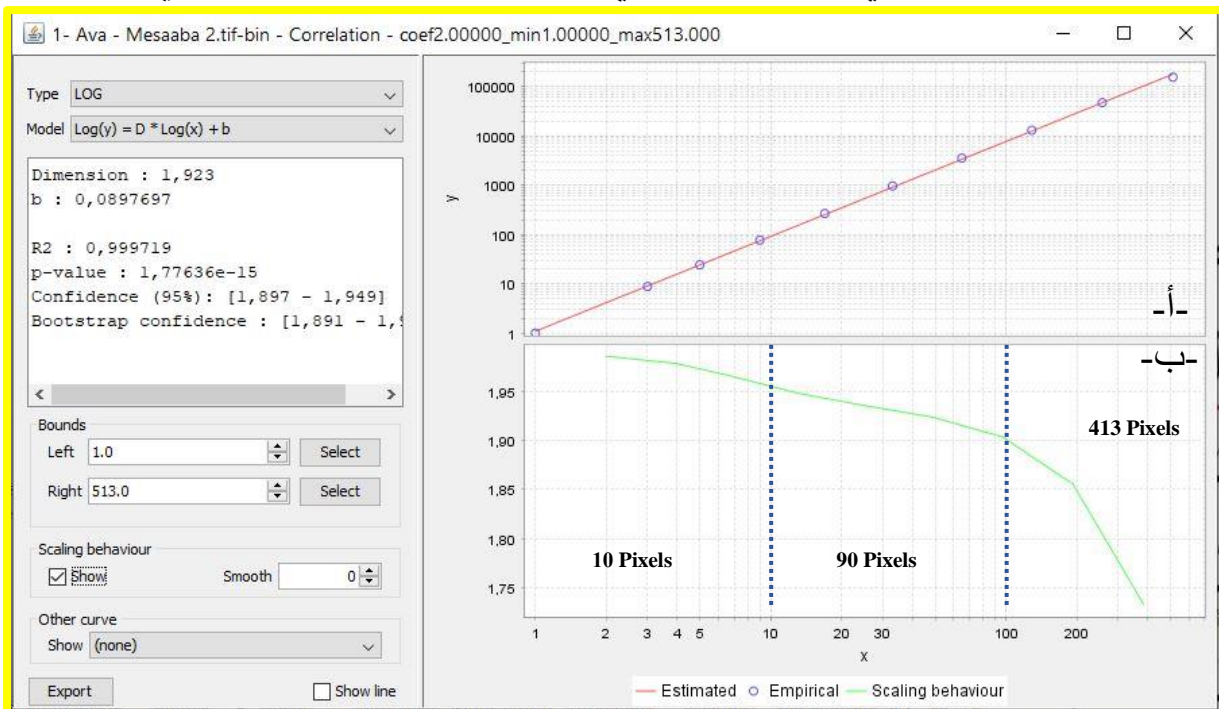 1- Ava - Mesaaba 2.tif-bin - Correlation - coef2.00000_min1.00000_max513.000
Type LOG
Model Log(y) = D * Log(x) + b
Dimension : 1,923
b : 0,0897697
R2 : 0,999719
p-value : 1,77636e-15
Confidence (95%): [1,897 - 1,949]
Bootstrap confidence : [1,891 - 1,9
Bounds
Left 1.0 Select
Right 513.0 Select
Scaling behaviour
Show Smooth 0
Other curve
Show (none)
Export Show line
100000
10000
1000
100
10
1
y
-أ-
-ب-
1,95
1,90
1,85
1,80
1,75
413 Pixels
10 Pixels 90 Pixels
1 2 3 4 5 10 20 30 100 200
x
Estimated Empirical Scaling behaviour